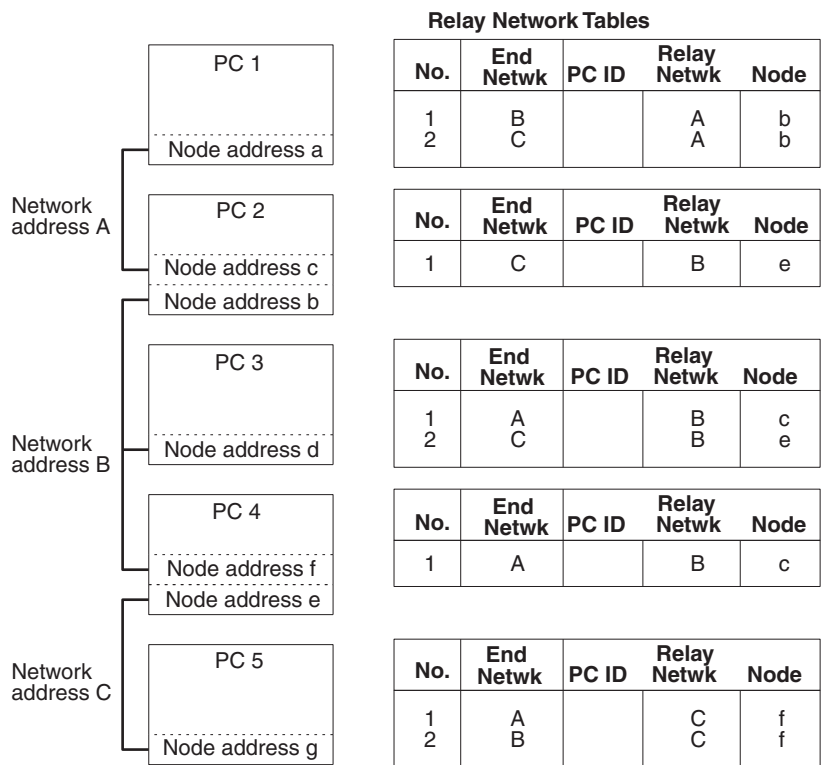 Relay Network Tables
PC 1
No. End Netwk PC ID Relay Netwk Node
1 B A b
2 C A b
Node address a
Network address A
PC 2
No. End Netwk PC ID Relay Netwk Node
1 C B e
Node address c
Node address b
PC 3
No. End Netwk PC ID Relay Netwk Node
1 A B c
2 C B e
Network address B
Node address d
PC 4
No. End Netwk PC ID Relay Netwk Node
1 A B c
Node address f
Node address e
PC 5
No. End Netwk PC ID Relay Netwk Node
1 A C f
2 B C f
Network address C
Node address g